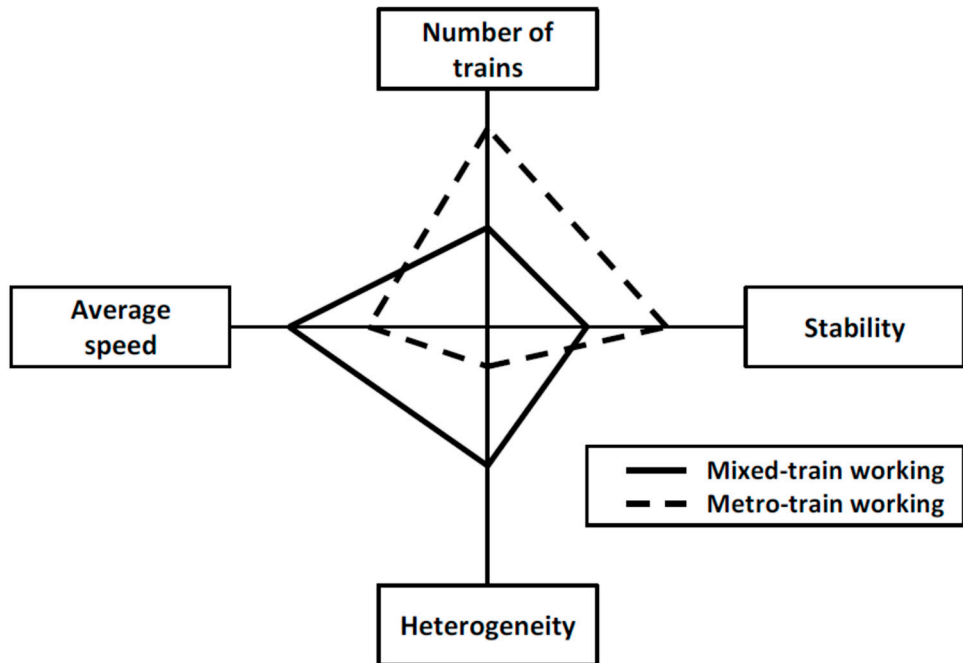 Number of
trains
Average
speed
Stability
Mixed-train working
Metro-train working
Heterogeneity